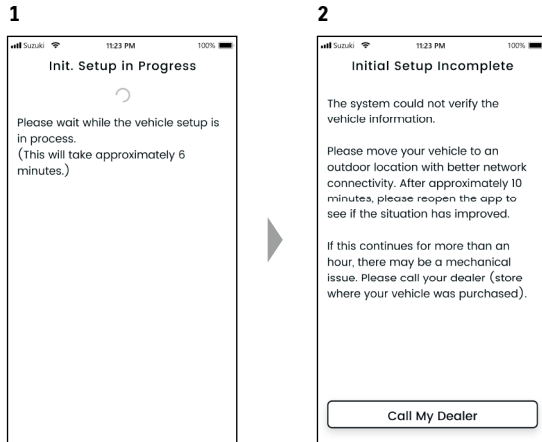 1
Suzuki 11:23 PM 100%
Init. Setup in Progress
Please wait while the vehicle setup is
in process.
(This will take approximately 6
minutes.)
2
Suzuki 11:23 PM 100%
Initial Setup Incomplete
The system could not verify the
vehicle information.
Please move your vehicle to an
outdoor location with better network
connectivity. After approximately 10
minutes, please reopen the app to
see if the situation has improved.
If this continues for more than an
hour, there may be a mechanical
issue. Please call your dealer (store
where your vehicle was purchased).
Call My Dealer